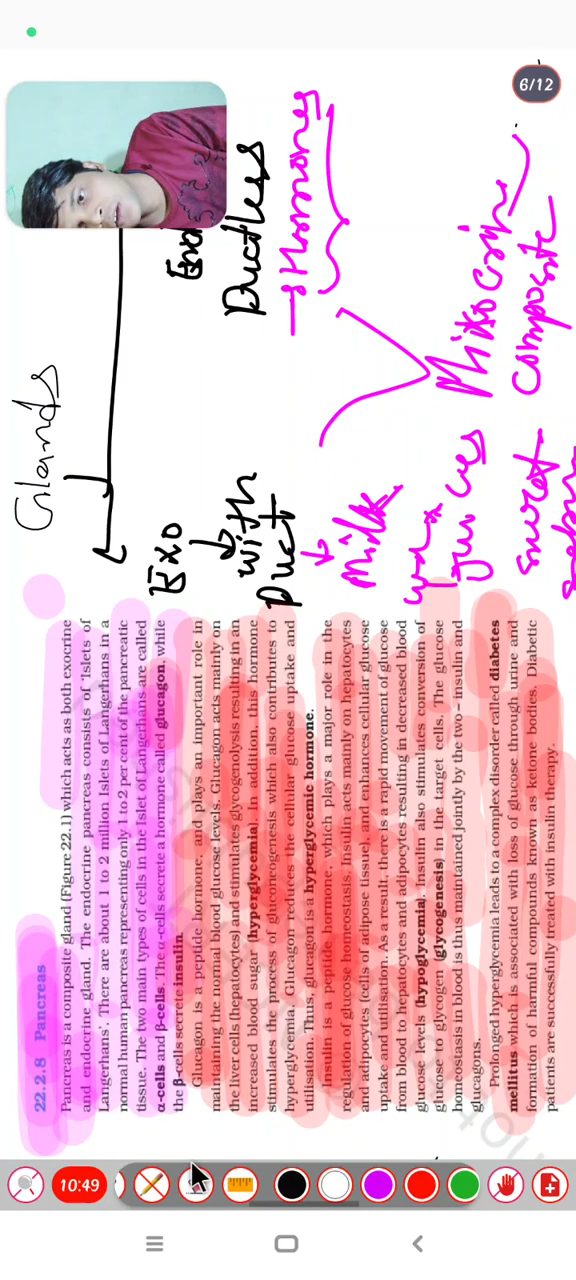 6/12
Glands
Exo
with
Duct
Milk
Ductless
Hormones
composite
22.2.8 Pancreas
Pancreas is a composite gland (Figure 22.1) which acts as both exocrine
and endocrine gland. The endocrine pancreas consists of 'Islets of
Langerhans'. There are about 1 to 2 million Islets of Langerhans in a
normal human pancreas representing only 1 to 2 per cent of the pancreatic
tissue. The two main types of cells in the Islet of Langerhans are called
α-cells and β-cells. The α-cells secrete a hormone called glucagon, while
the β-cells secrete insulin.
Glucagon is a peptide hormone, and plays an important role in
maintaining the normal blood glucose levels. Glucagon acts mainly on
the liver cells (hepatocytes) and stimulates glycogenolysis resulting in an
increased blood sugar (hyperglycemia). In addition, this hormone
stimulates the process of gluconeogenesis which also contributes to
hyperglycemia. Glucagon reduces the cellular glucose uptake and
utilisation. Thus, glucagon is a hyperglycemic hormone.
Insulin is a peptide hormone, which plays a major role in the
regulation of glucose homeostasis. Insulin acts mainly on hepatocytes
and adipocytes (cells of adipose tissue), and enhances cellular glucose
uptake and utilisation. As a result, there is a rapid movement of glucose
from blood to hepatocytes and adipocytes resulting in decreased blood
glucose levels (hypoglycemia). Insulin also stimulates conversion of
glucose to glycogen (glycogenesis) in the target cells. The glucose
homeostasis in blood is thus maintained jointly by the two – insulin and
glucagons.
Prolonged hyperglycemia leads to a complex disorder called diabetes
mellitus which is associated with loss of glucose through urine and
formation of harmful compounds known as ketone bodies. Diabetic
patients are successfully treated with insulin therapy.
10:49